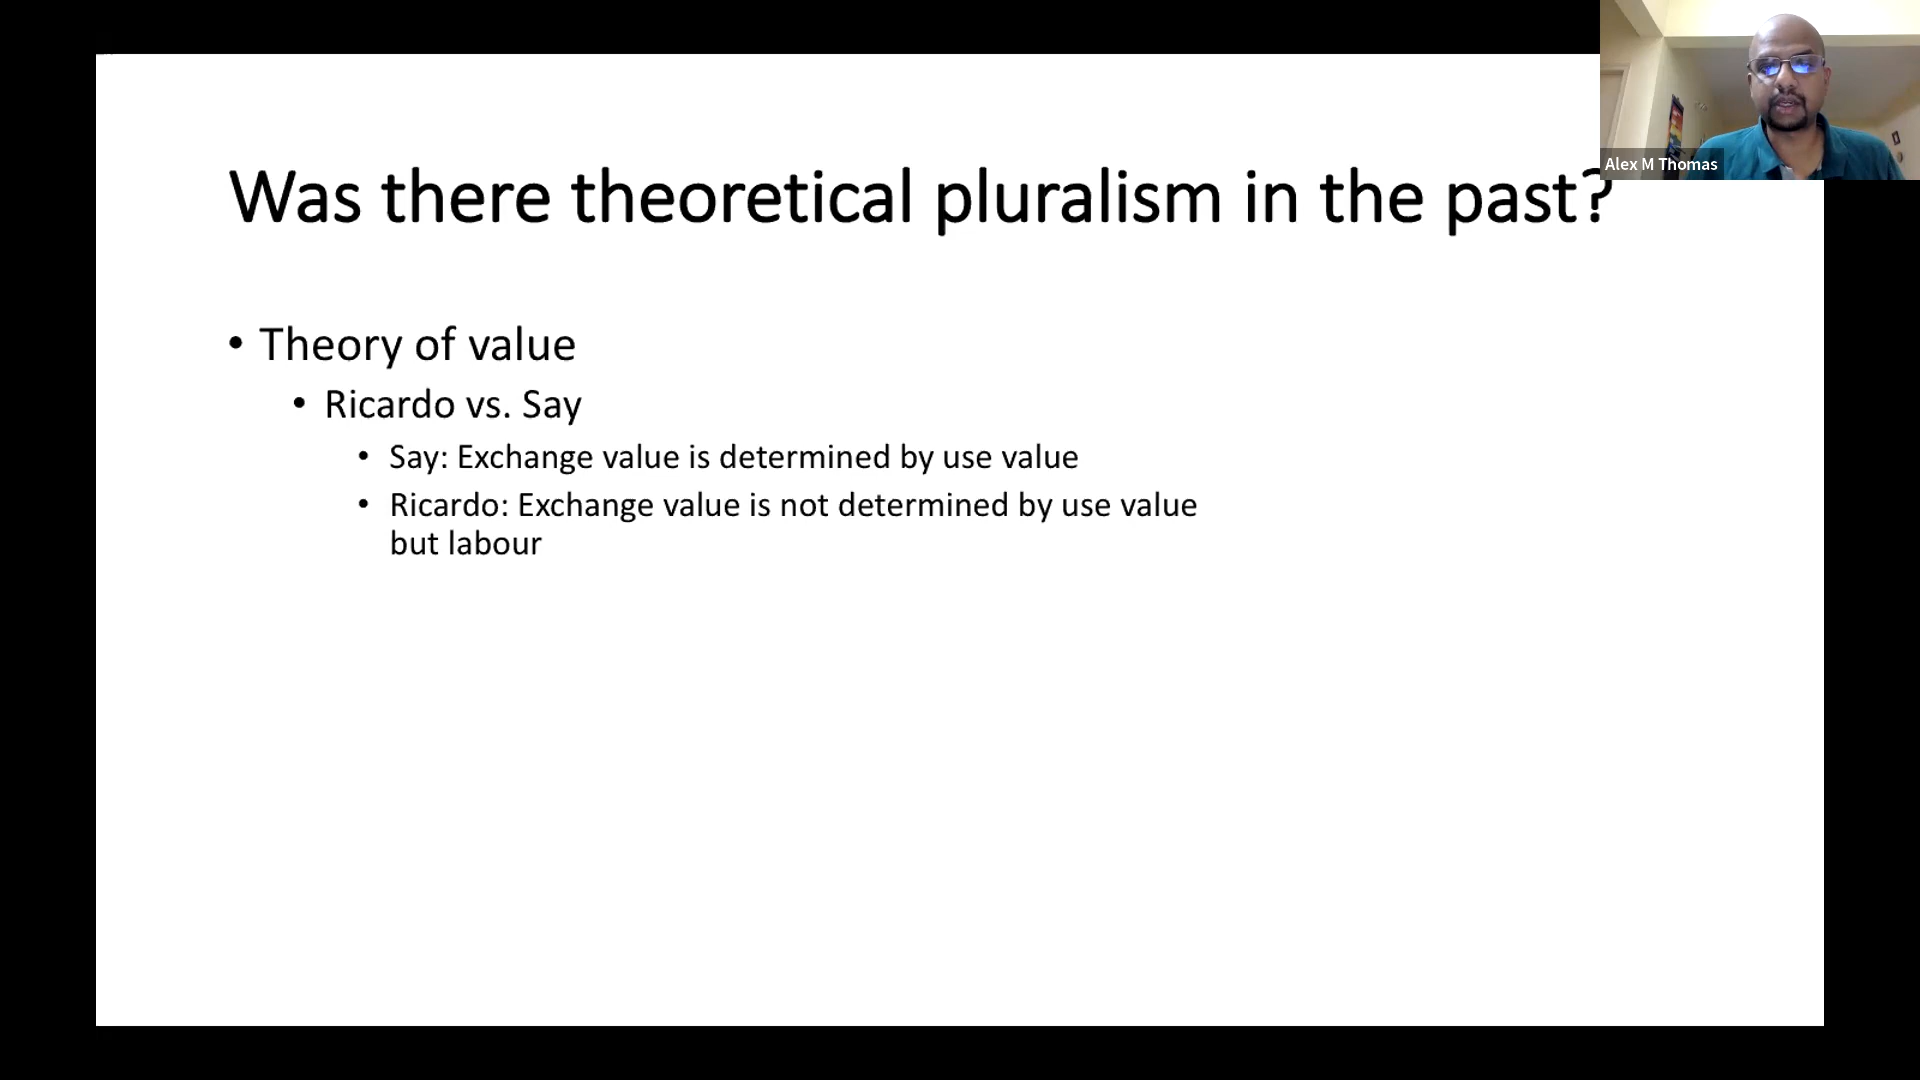 Alex M Thomas
Was there theoretical pluralism in the past?
• Theory of value
• Ricardo vs. Say
• Say: Exchange value is determined by use value
• Ricardo: Exchange value is not determined by use value
but labour